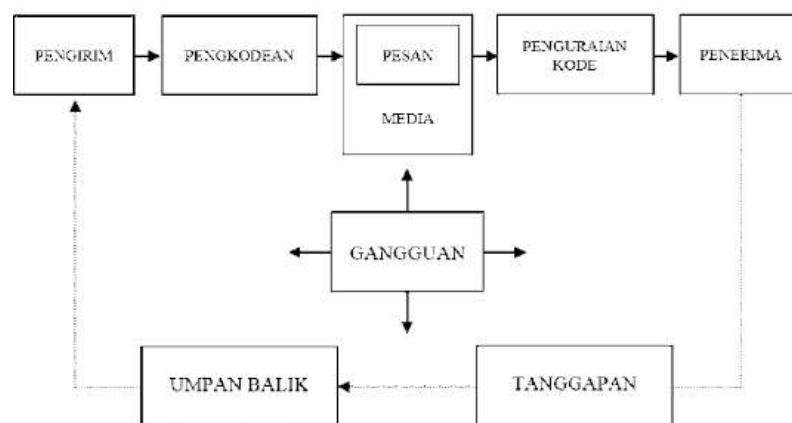 PENGIRIM
PENGKODEAN
PESAN
MEDIA
PENGURAIAN
KODE
PENERIMA
GANGGUAN
UMPAN BALIK
TANGGAPAN